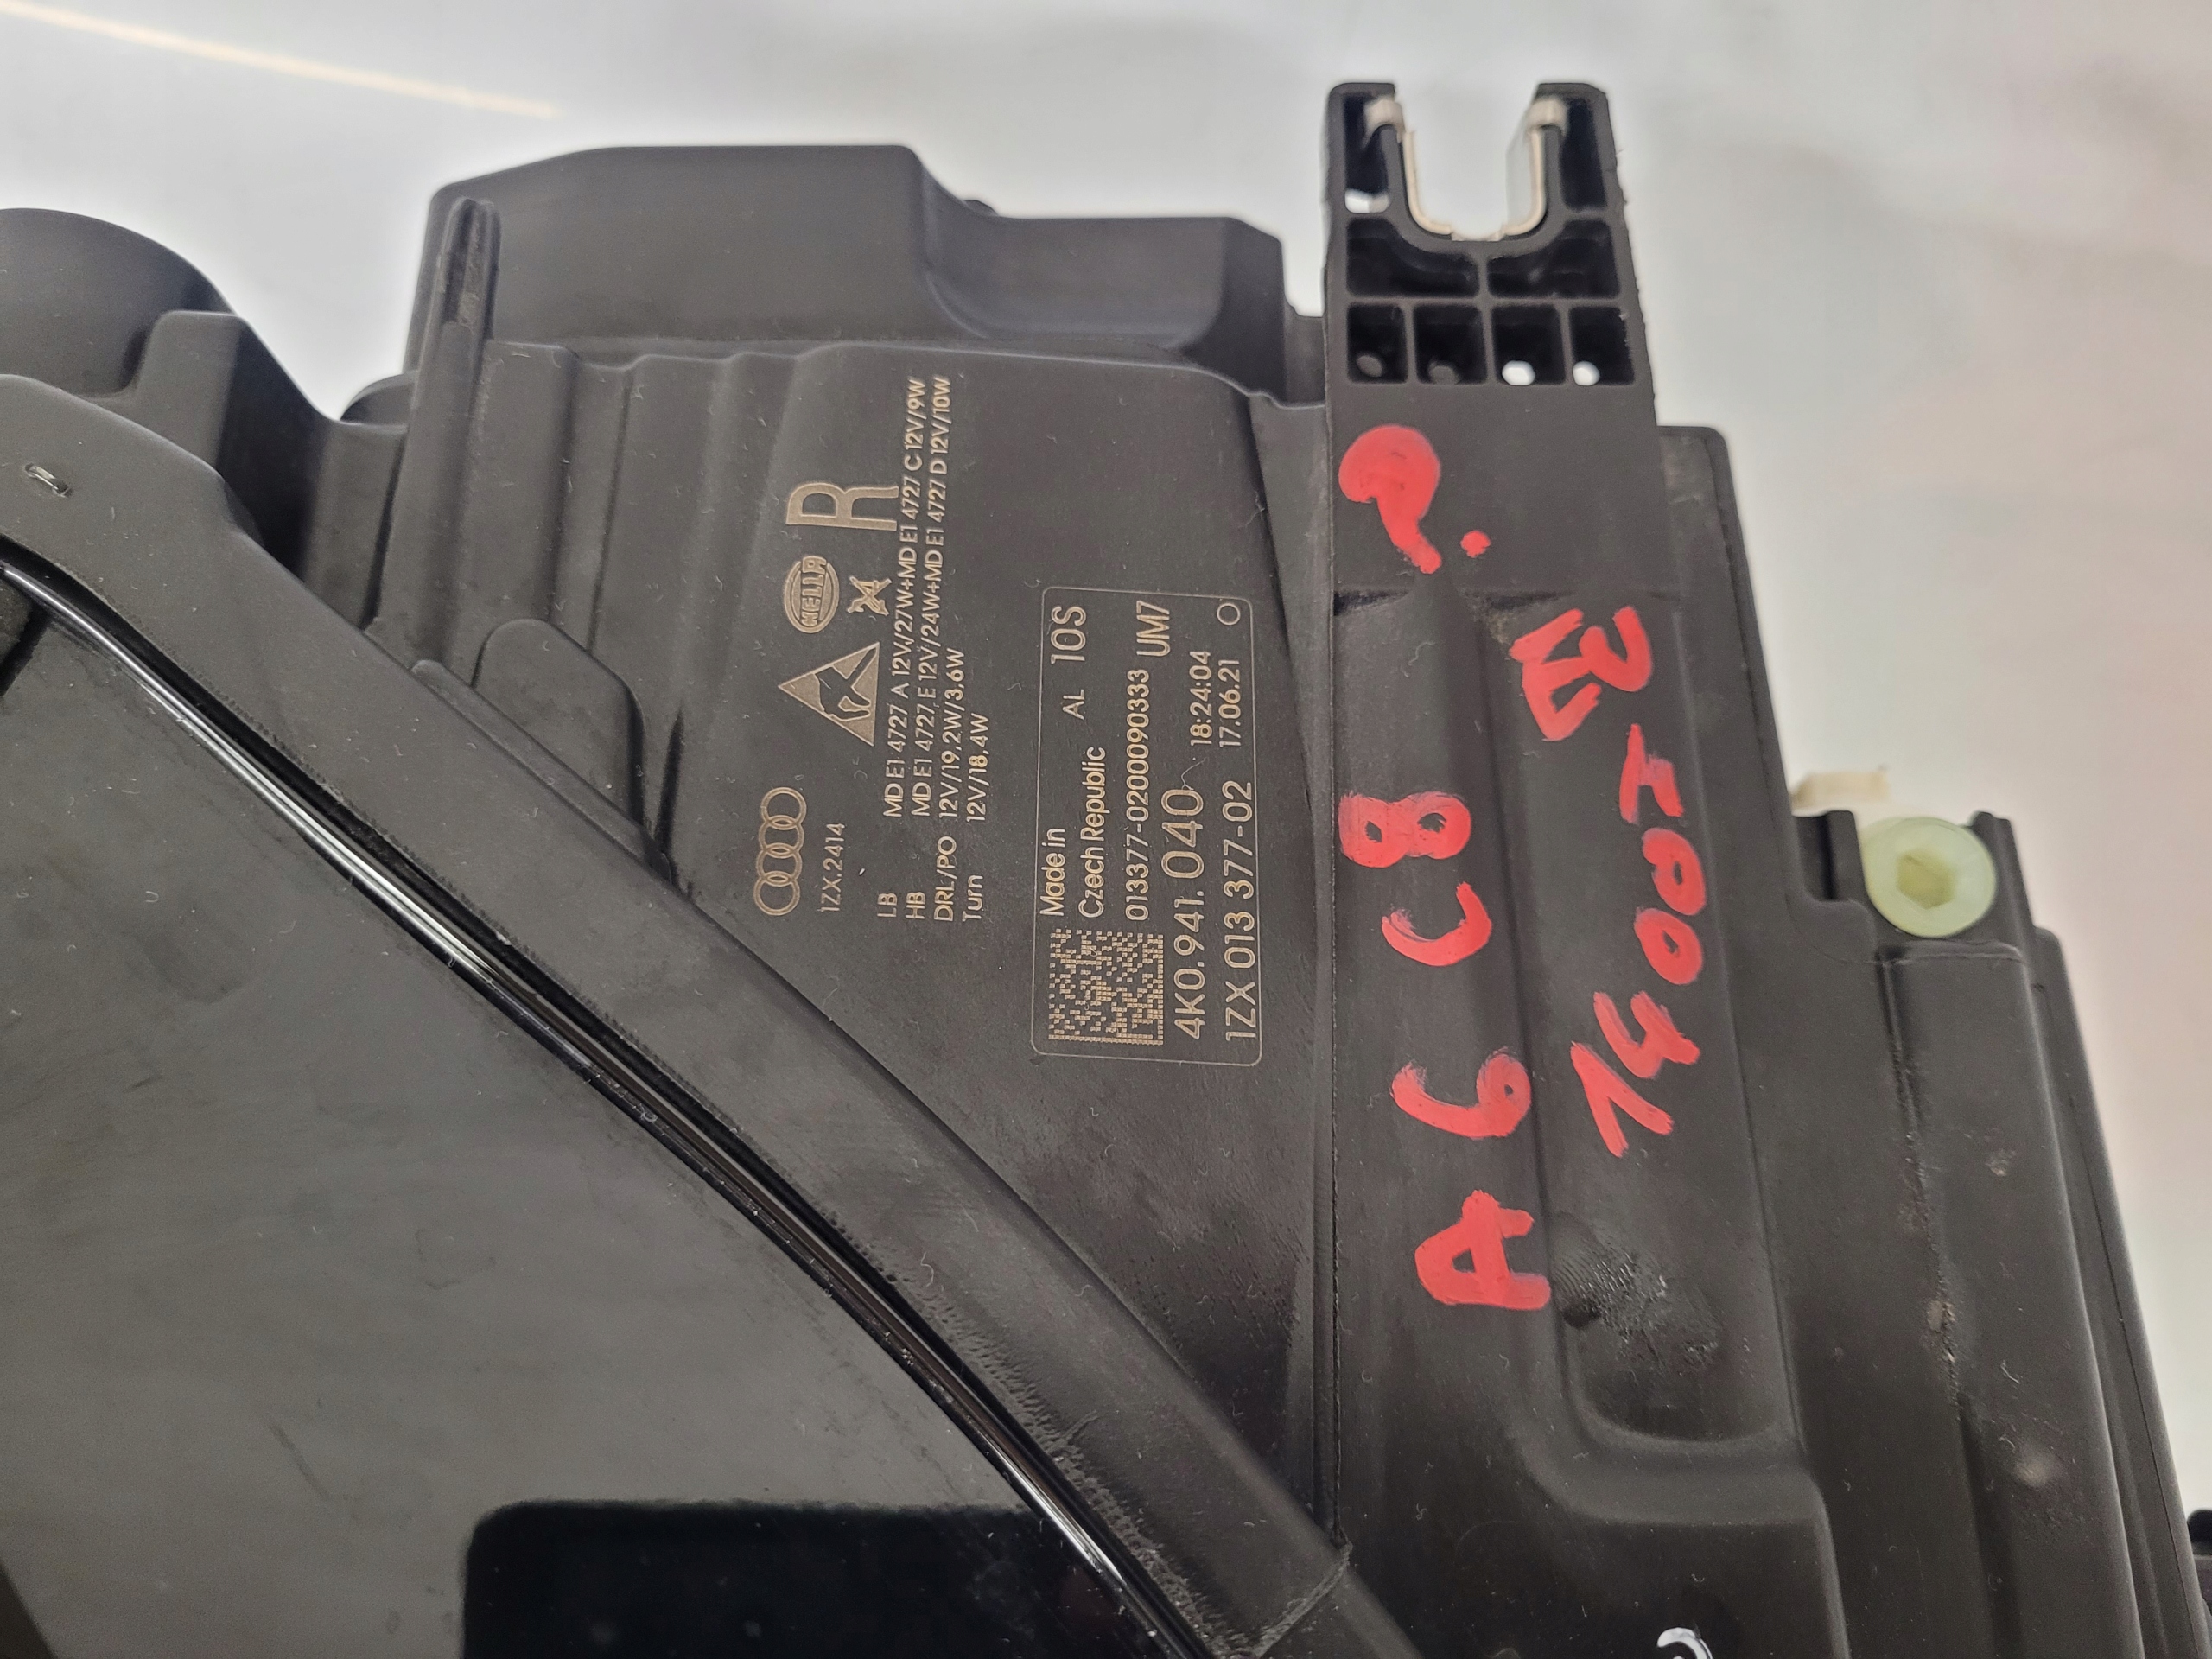 HELLA
R
1ZX.2414
LB MD E1 4727 A 12V/27W+MD E1 4727 C 12V/9W
HB MD E1 4727 E 12V/24W+MD E1 4727 D 12V/10W
DRL/PO 12V/19,2W/3,6W
Turn 12V/18,4W
Made in AL 10S
Czech Republic
013377-0200090333 UM7
4K0.941.040 18:24:04
1ZX 013 377-02 17.06.21
A6 C8
1400